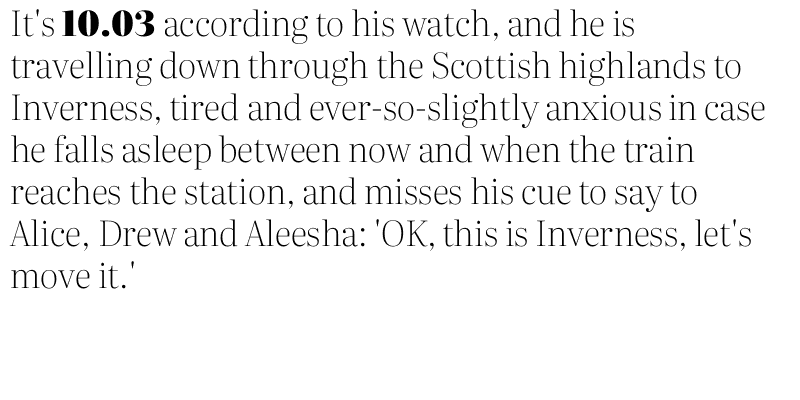 It's 10.03 according to his watch, and he is
travelling down through the Scottish highlands to
Inverness, tired and ever-so-slightly anxious in case
he falls asleep between now and when the train
reaches the station, and misses his cue to say to
Alice, Drew and Aleesha: 'OK, this is Inverness, let's
move it.'